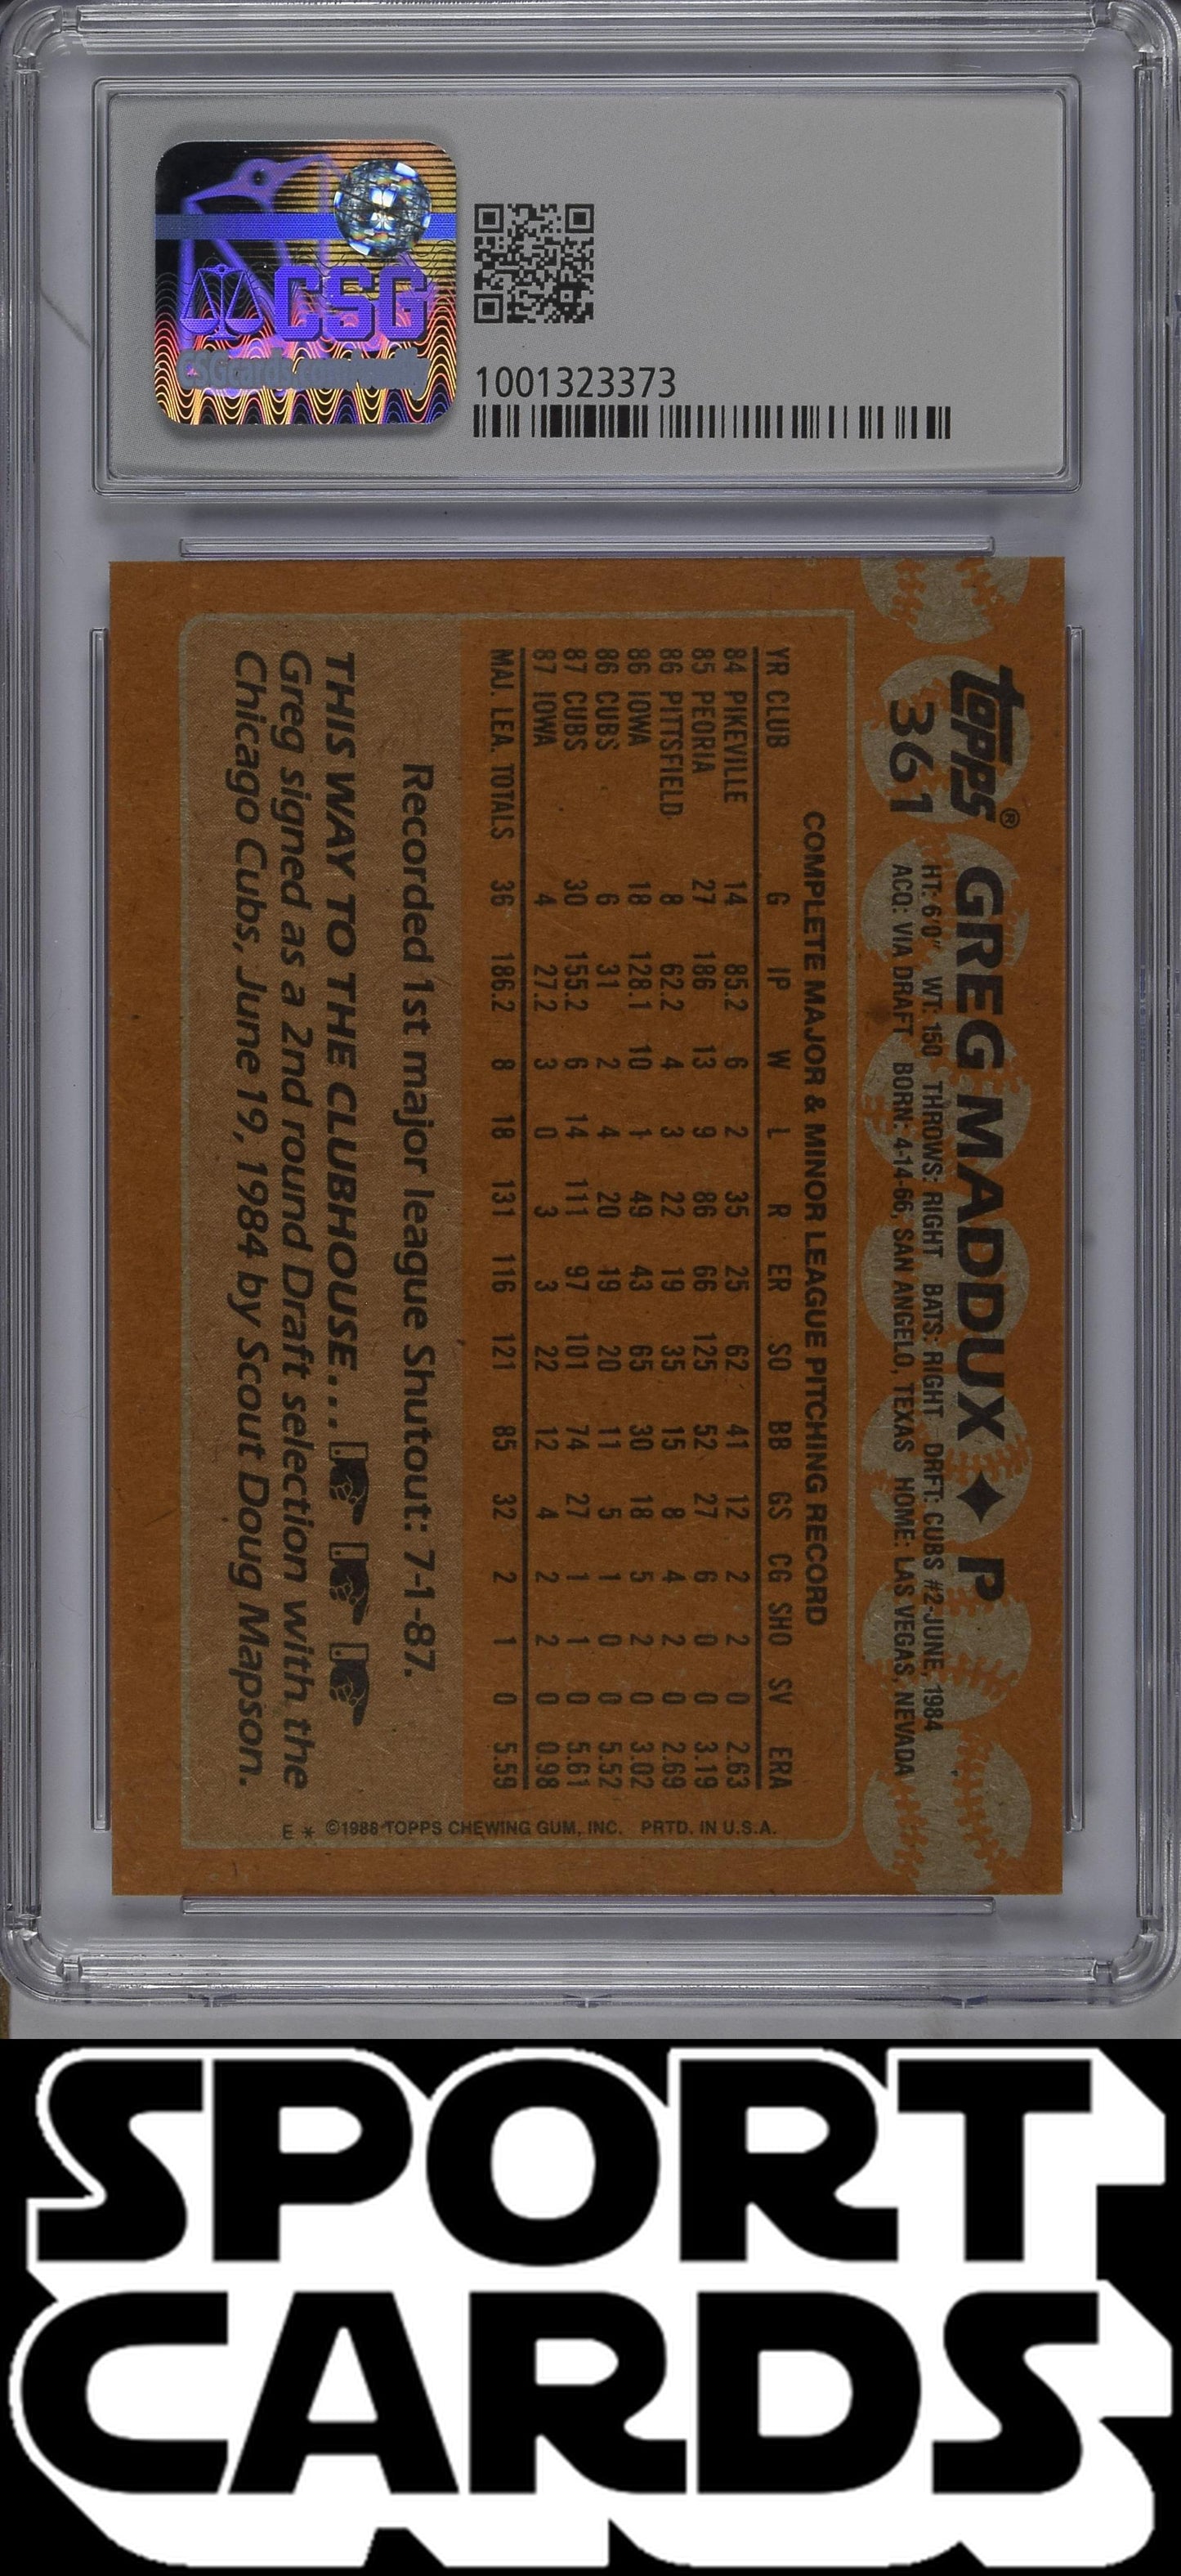 CSG
1001323373
topps®
361
GREG MADDUX ♦ P
HT: 6'0" WT: 150 THROWS: RIGHT BATS: RIGHT DRFT: CUBS #2-JUNE, 1984
ACQ: VIA DRAFT BORN: 4-14-66, SAN ANGELO, TEXAS HOME: LAS VEGAS, NEVADA
COMPLETE MAJOR & MINOR LEAGUE PITCHING RECORD
YR CLUB G IP W L R ER SO BB GS CG SHO SV ERA
84 PIKEVILLE 14 85.2 6 2 35 25 62 41 12 2 2 0 2.63
85 PEORIA 27 186 13 9 86 66 125 52 27 6 0 0 3.19
86 PITTSFIELD 8 62.2 4 3 22 19 35 15 8 4 2 0 2.69
86 IOWA 18 128.1 10 1 49 43 65 30 18 5 2 0 3.02
86 CUBS 6 31 2 4 20 19 20 11 5 1 0 0 5.52
87 CUBS 30 155.2 6 14 111 97 101 74 27 1 1 0 5.61
87 IOWA 4 27.2 3 0 3 3 22 12 4 2 2 0 0.98
MAJ. LEA. TOTALS 36 186.2 8 18 131 116 121 85 32 2 1 0 5.59
Recorded 1st major league Shutout: 7-1-87.
THIS WAY TO THE CLUBHOUSE...
Greg signed as a 2nd round Draft selection with the
Chicago Cubs, June 19, 1984 by Scout Doug Mapson.
E * ©1988 TOPPS CHEWING GUM, INC. PRTD. IN U.S.A.
SPORT
CARDS